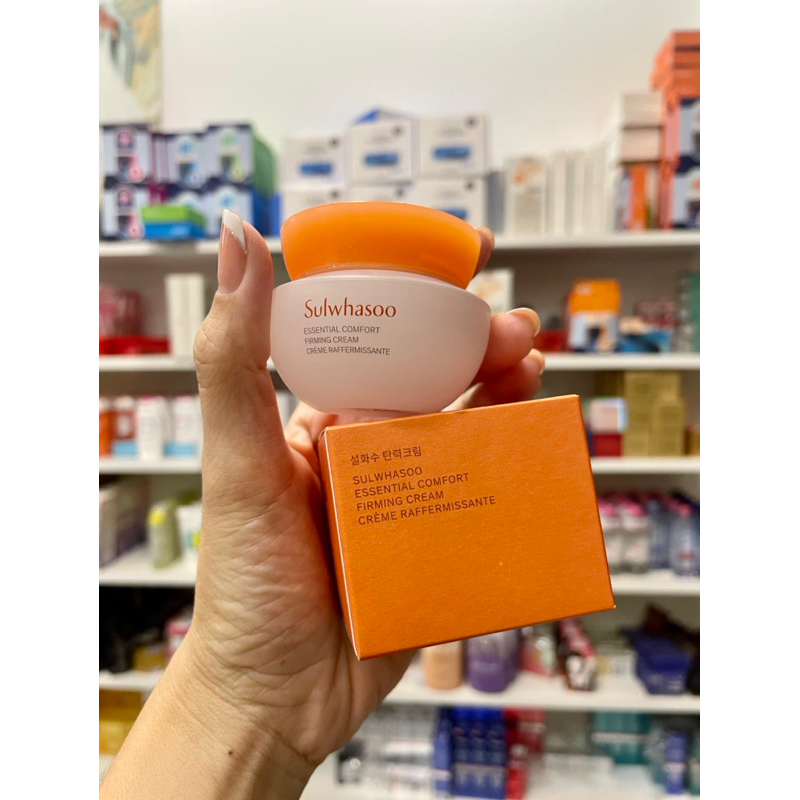 Sulwhasoo
ESSENTIAL COMFORT
FIRMING CREAM
CRÈME RAFFERMISSANTE
설화수 탄력크림
SULWHASOO
ESSENTIAL COMFORT
FIRMING CREAM
CRÈME RAFFERMISSANTE